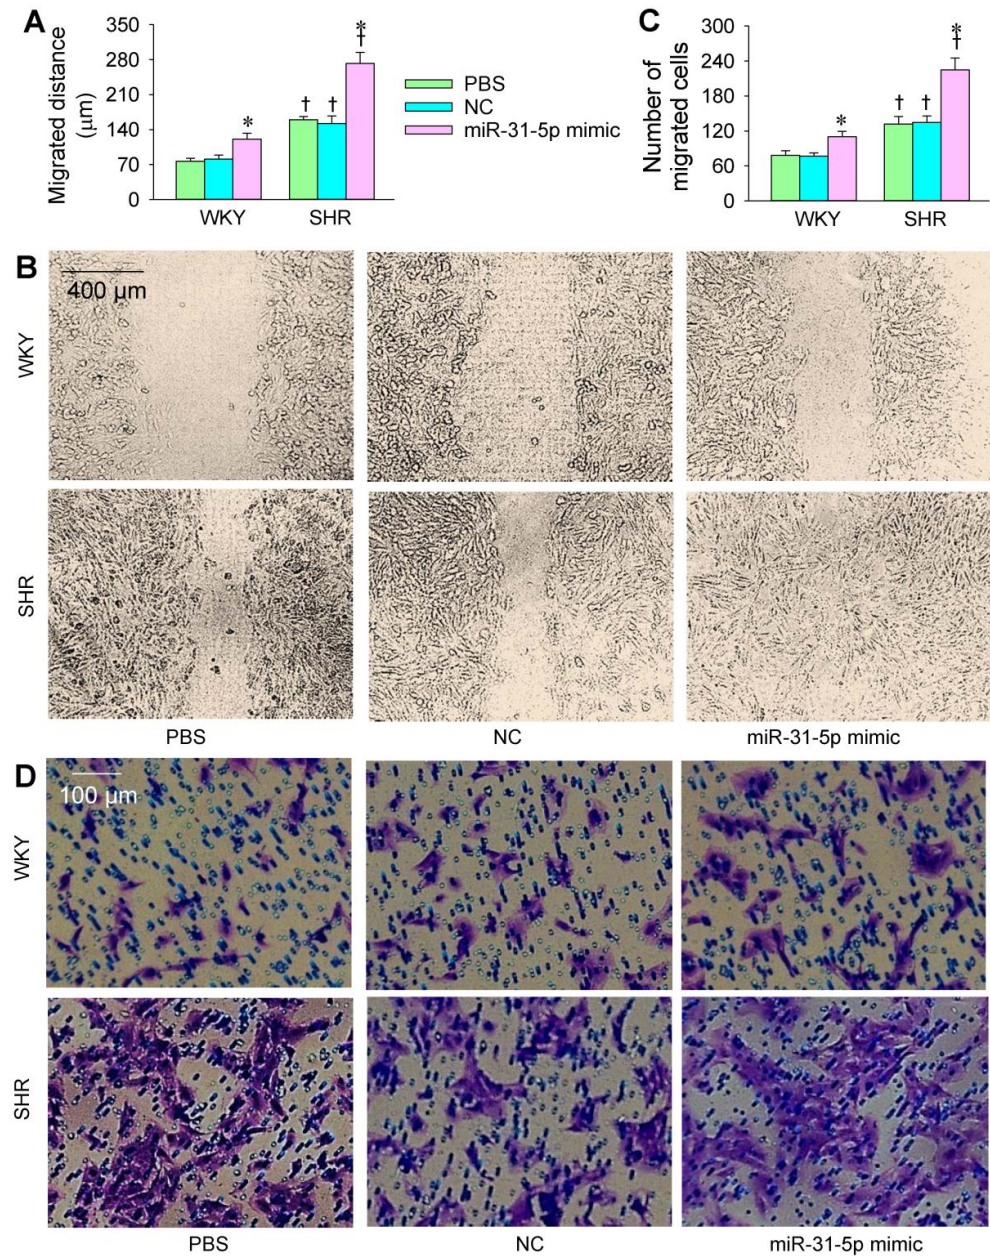 A
Migrated distance
(μm)
350
280
210
140
70
0
*
†
†
*
†
WKY
SHR
PBS
NC
miR-31-5p mimic
C
Number of
migrated cells
300
240
180
120
60
0
*
†
†
*
†
WKY
SHR
B
400 μm
WKY
SHR
PBS
NC
miR-31-5p mimic
D
100 μm
WKY
SHR
PBS
NC
miR-31-5p mimic